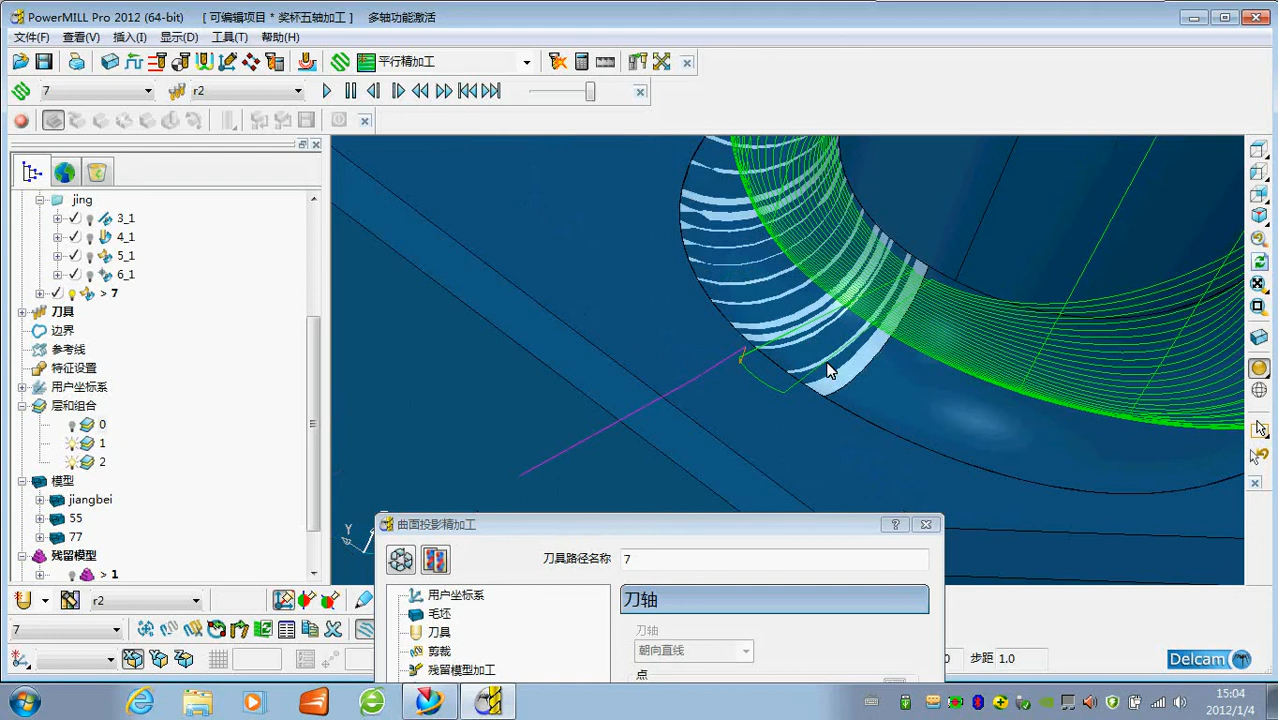 PowerMILL Pro 2012 (64-bit) [ 可编辑项目 * 奖杯五轴加工 ] 多轴功能激活
文件(F) 查看(V) 插入(I) 显示(D) 工具(T) 帮助(H)
平行精加工
7 r2
jing
3_1
4_1
5_1
6_1
> 7
刀具
边界
参考线
特征设置
用户坐标系
层和组合
0
1
2
模型
jiangbei
55
77
残留模型
> 1
Y
曲面投影精加工
刀具路径名称 7
用户坐标系
毛坯
刀具
剪裁
残留模型加工
刀轴
刀轴
朝向直线
点
r2
7
0 步距 1.0
Delcam
15:04
2012/1/4